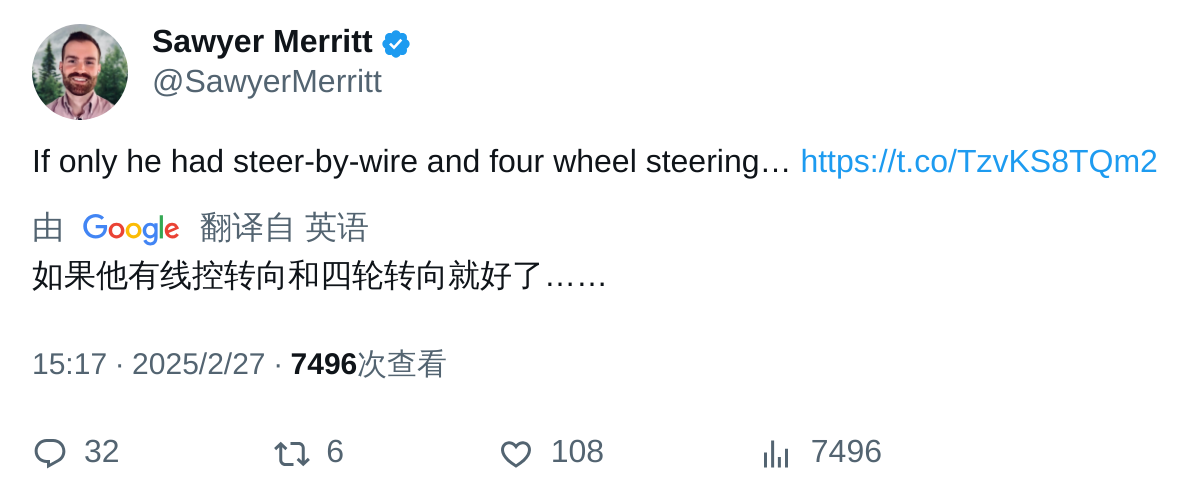 Sawyer Merritt
@SawyerMerritt
If only he had steer-by-wire and four wheel steering… https://t.co/TzvKS8TQm2
由 Google 翻译自 英语
如果他有线控转向和四轮转向就好了……
15:17 · 2025/2/27 · 7496次查看
32 6 108 7496